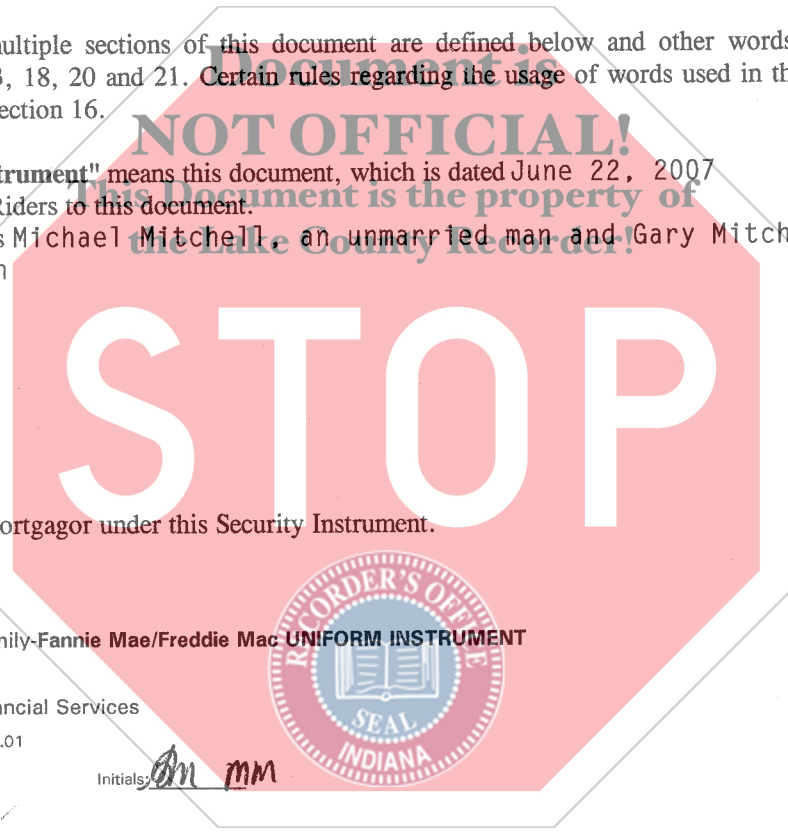 multiple sections of this document are defined below and other words
3, 18, 20 and 21. Certain rules regarding the usage of words used in th
ection 16.
Document is
NOT OFFICIAL!
This Document is the property of
the Lake County Recorder!
trument" means this document, which is dated June 22, 2007
Riders to this document.
s Michael Mitchell, an unmarried man and Gary Mitch
n
STOP
ortgagor under this Security Instrument.
RECORDER'S OFFICE
SEAL
INDIANA
mily-Fannie Mae/Freddie Mac UNIFORM INSTRUMENT
ancial Services
.01
Initials: MM